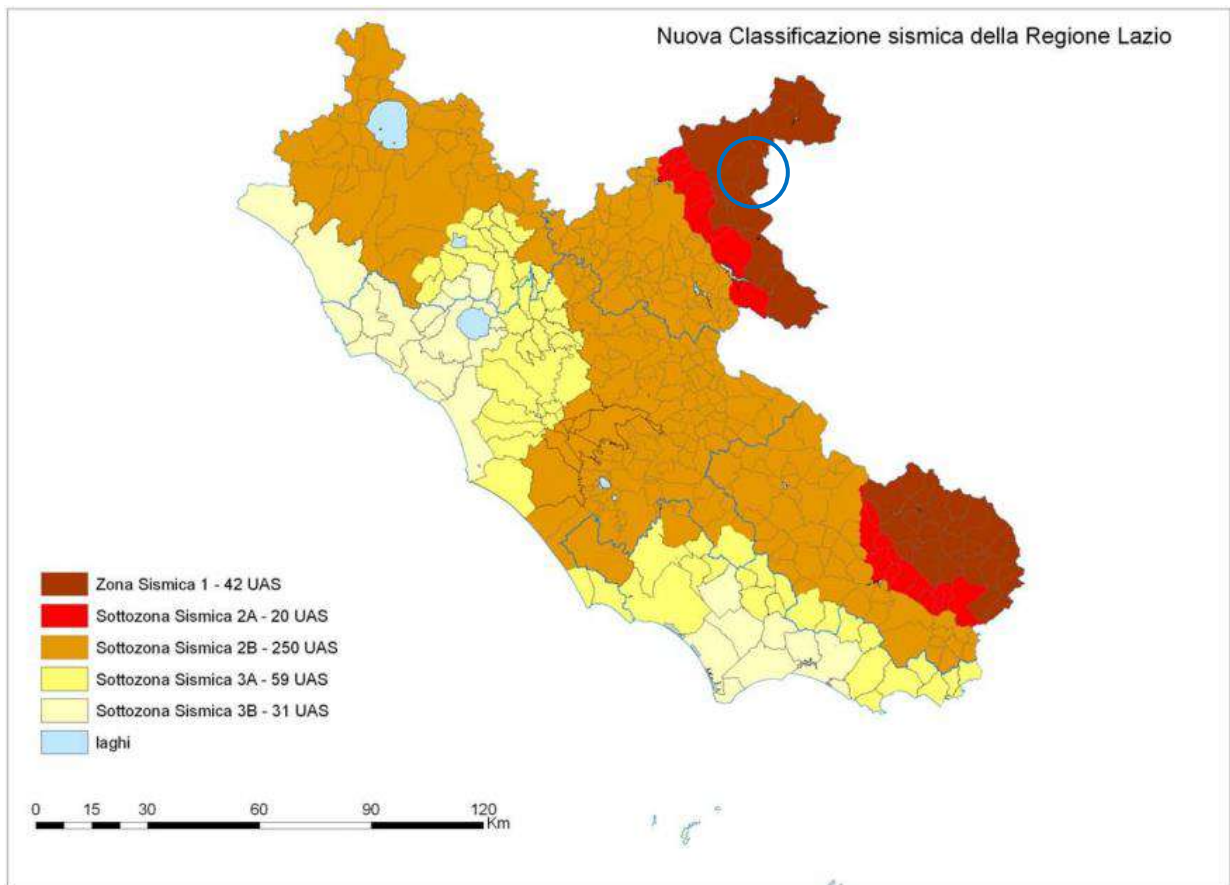 Nuova Classificazione sismica della Regione Lazio
Zona Sismica 1 - 42 UAS
Sottozona Sismica 2A - 20 UAS
Sottozona Sismica 2B - 250 UAS
Sottozona Sismica 3A - 59 UAS
Sottozona Sismica 3B - 31 UAS
laghi
0 15 30 60 90 120
Km